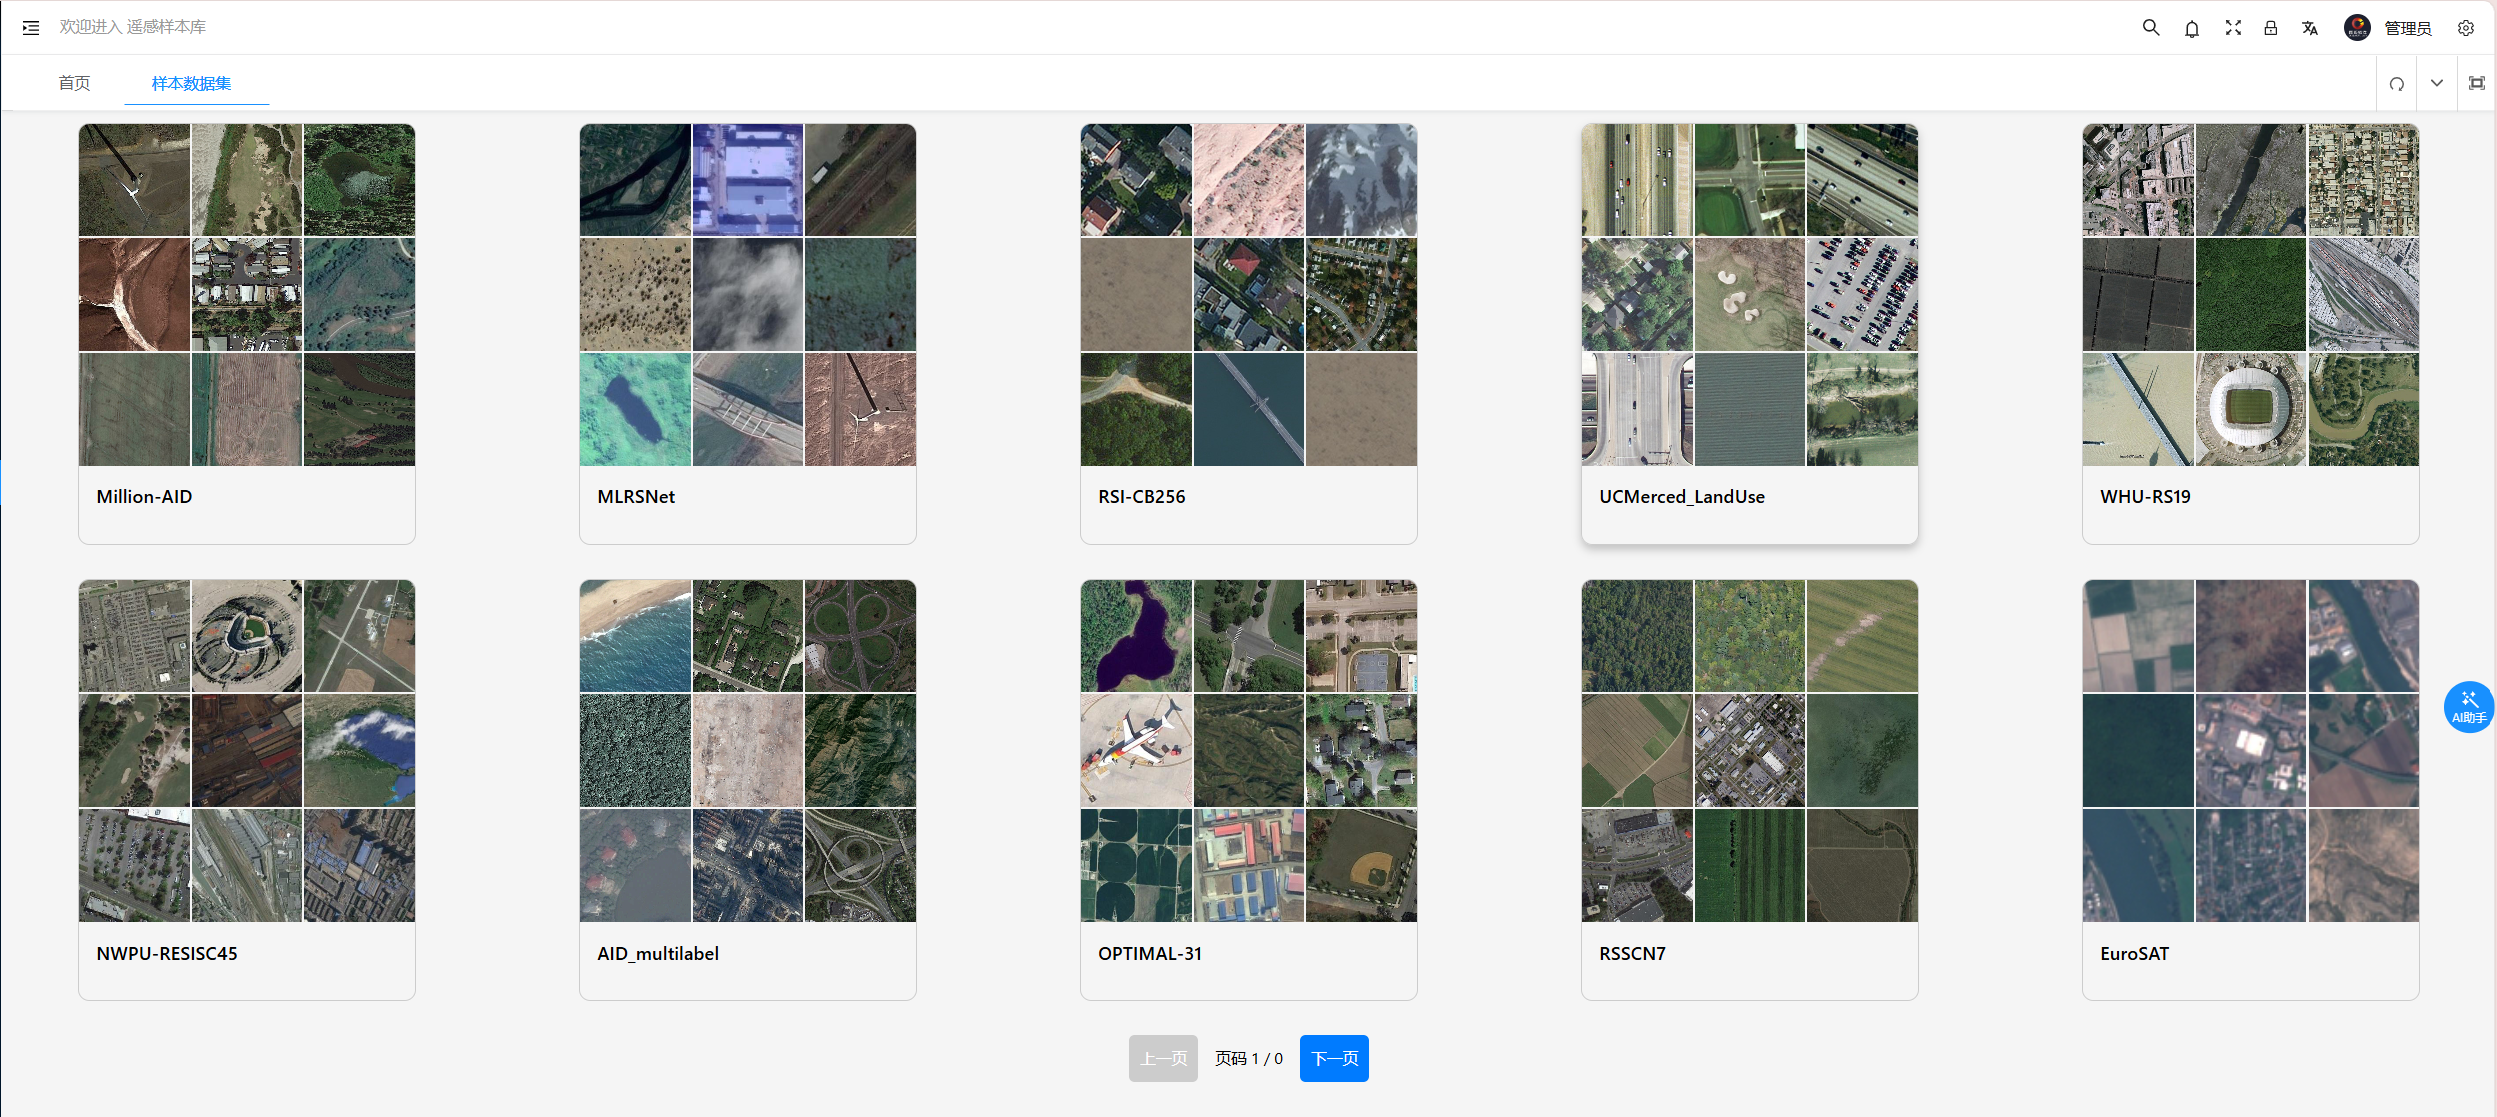 欢迎进入 遥感样本库
管理员
首页
样本数据集
Million-AID
MLRSNet
RSI-CB256
UCMerced_LandUse
WHU-RS19
NWPU-RESISC45
AID_multilabel
OPTIMAL-31
RSSCN7
EuroSAT
AI助手
上一页
页码 1 / 0
下一页